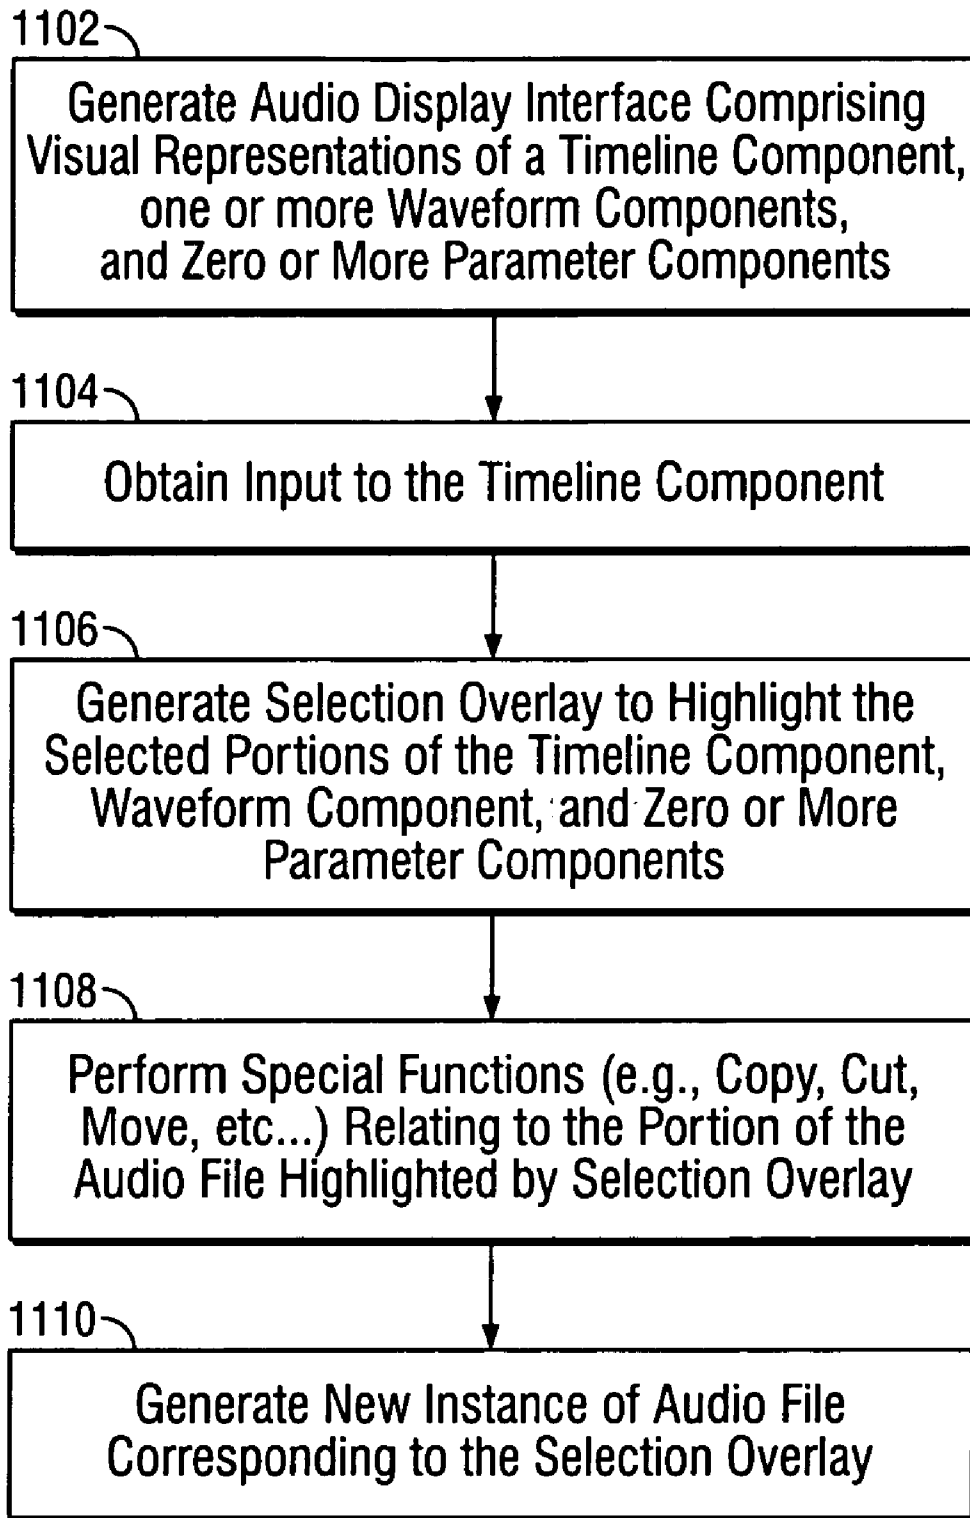 1102
Generate Audio Display Interface Comprising
Visual Representations of a Timeline Component,
one or more Waveform Components,
and Zero or More Parameter Components
1104
Obtain Input to the Timeline Component
1106
Generate Selection Overlay to Highlight the
Selected Portions of the Timeline Component,
Waveform Component, and Zero or More
Parameter Components
1108
Perform Special Functions (e.g., Copy, Cut,
Move, etc...) Relating to the Portion of the
Audio File Highlighted by Selection Overlay
1110
Generate New Instance of Audio File
Corresponding to the Selection Overlay